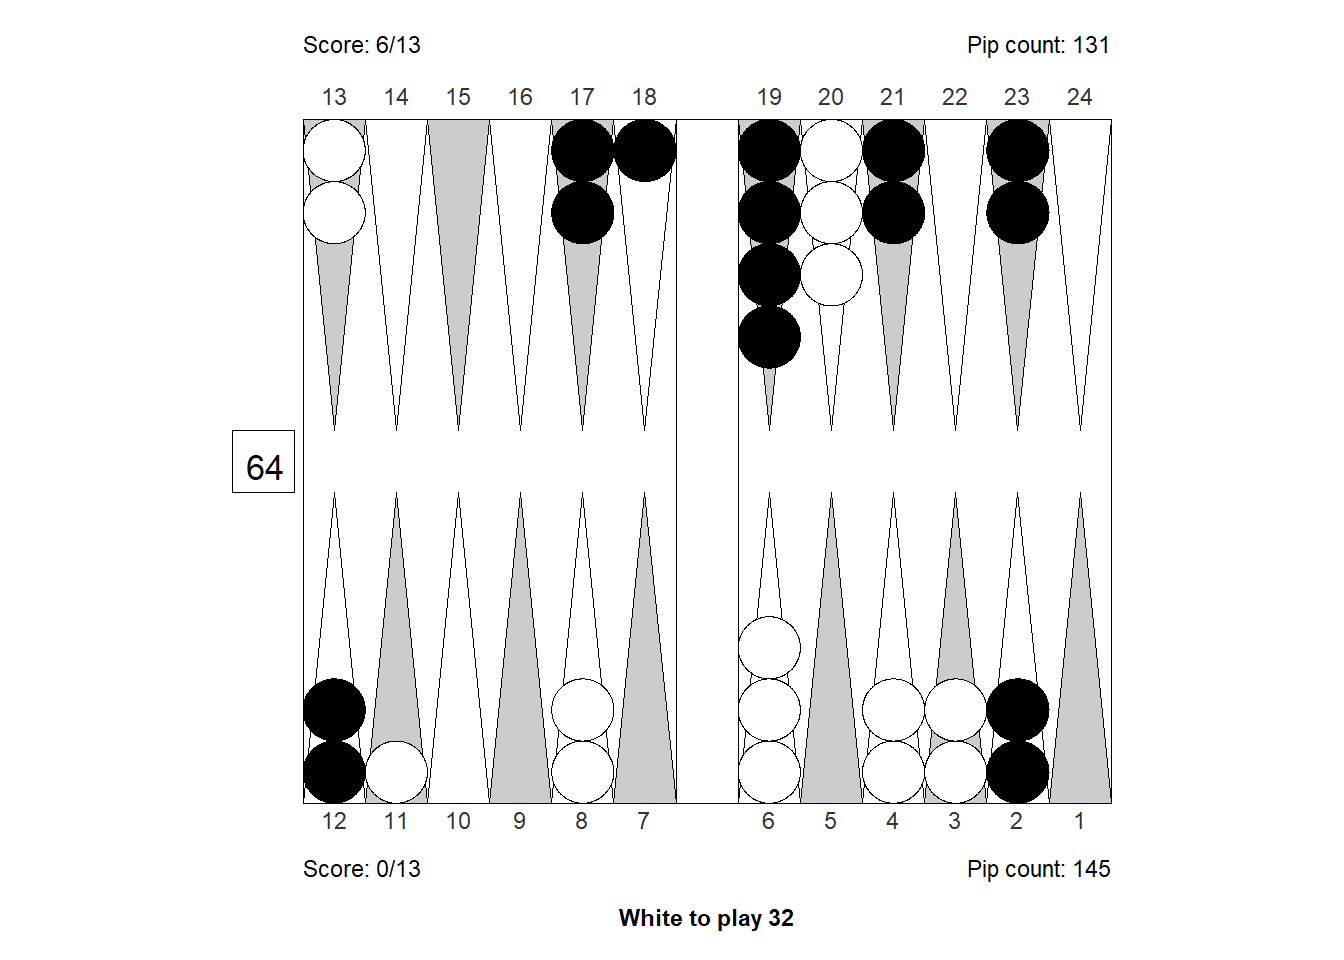 Score: 6/13 Pip count: 131
13 14 15 16 17 18 19 20 21 22 23 24
64
12 11 10 9 8 7 6 5 4 3 2 1
Score: 0/13 Pip count: 145
White to play 32